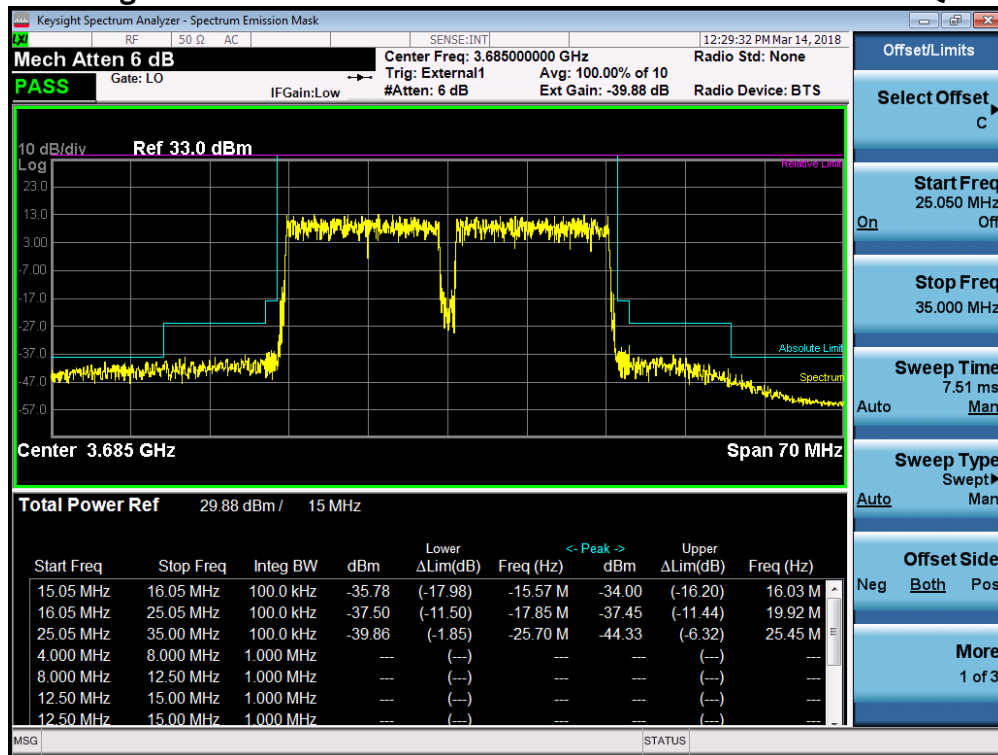 Keysight Spectrum Analyzer - Spectrum Emission Mask
LXI RF 50 Ω AC SENSE:INT 12:29:32 PM Mar 14, 2018
Mech Atten 6 dB Center Freq: 3.685000000 GHz Radio Std: None
PASS Gate: LO Trig: External1 Avg: 100.00% of 10
IFGain:Low #Atten: 6 dB Ext Gain: -39.88 dB Radio Device: BTS
10 dB/div Ref 33.0 dBm
Log
Relative Limit
23.0
13.0
3.00
-7.00
-17.0
-27.0
-37.0
Absolute Limit
-47.0
Spectrum
-57.0
Center 3.685 GHz Span 70 MHz
Total Power Ref 29.88 dBm / 15 MHz
Lower <- Peak -> Upper
Start Freq Stop Freq Integ BW dBm ΔLim(dB) Freq (Hz) dBm ΔLim(dB) Freq (Hz)
15.05 MHz 16.05 MHz 100.0 kHz -35.78 (-17.98) -15.57 M -34.00 (-16.20) 16.03 M
16.05 MHz 25.05 MHz 100.0 kHz -37.50 (-11.50) -17.85 M -37.45 (-11.44) 19.92 M
25.05 MHz 35.00 MHz 100.0 kHz -39.86 (-1.85) -25.70 M -44.33 (-6.32) 25.45 M
4.000 MHz 8.000 MHz 1.000 MHz --- (---) --- --- (---) ---
8.000 MHz 12.50 MHz 1.000 MHz --- (---) --- --- (---) ---
12.50 MHz 15.00 MHz 1.000 MHz --- (---) --- --- (---) ---
12.50 MHz 15.00 MHz 1.000 MHz --- (---) --- --- (---) ---
MSG STATUS
Offset/Limits
Select Offset
C
Start Freq
25.050 MHz
On Off
Stop Freq
35.000 MHz
Sweep Time
7.51 ms
Auto Man
Sweep Type
Swept
Auto Man
Offset Side
Neg Both Pos
More
1 of 3